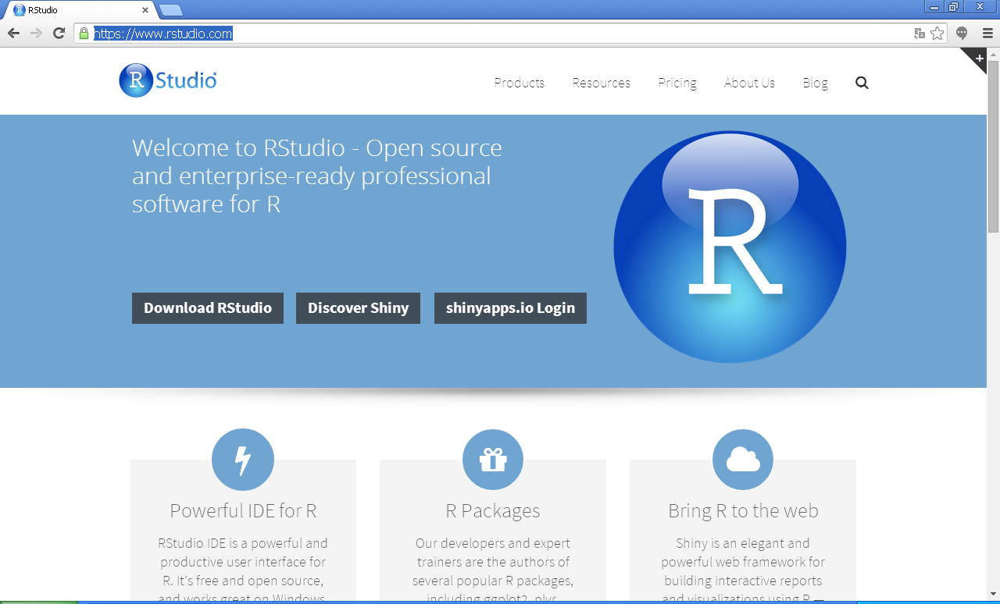 RStudio
https://www.rstudio.com
R Studio
Products Resources Pricing About Us Blog
Welcome to RStudio - Open source
and enterprise-ready professional
software for R
R
Download RStudio Discover Shiny shinyapps.io Login
Powerful IDE for R
RStudio IDE is a powerful and
productive user interface for
R. It’s free and open source,
and works great on Windows,
R Packages
Our developers and expert
trainers are the authors of
several popular R packages,
including ggplot2, plyr,
Bring R to the web
Shiny is an elegant and
powerful web framework for
building interactive reports
and visualizations using R —